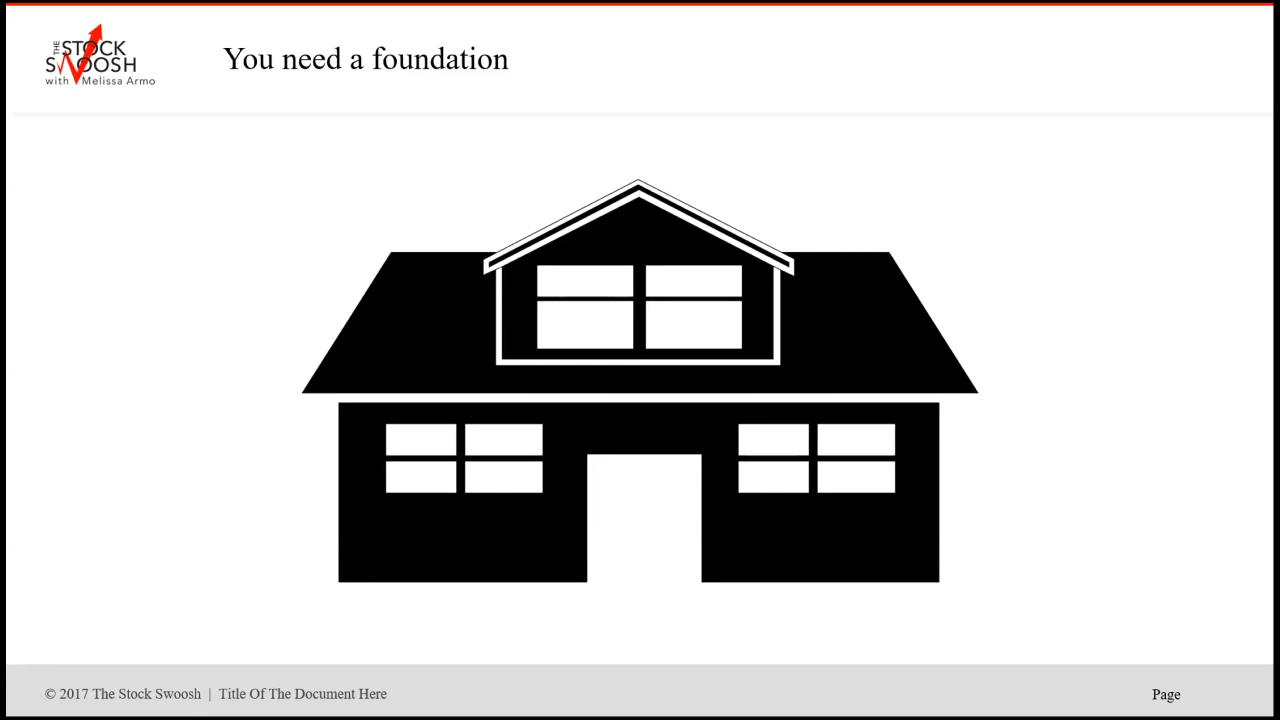 THE STOCK
SWOOSH
with Melissa Armo
You need a foundation
© 2017 The Stock Swoosh | Title Of The Document Here
Page